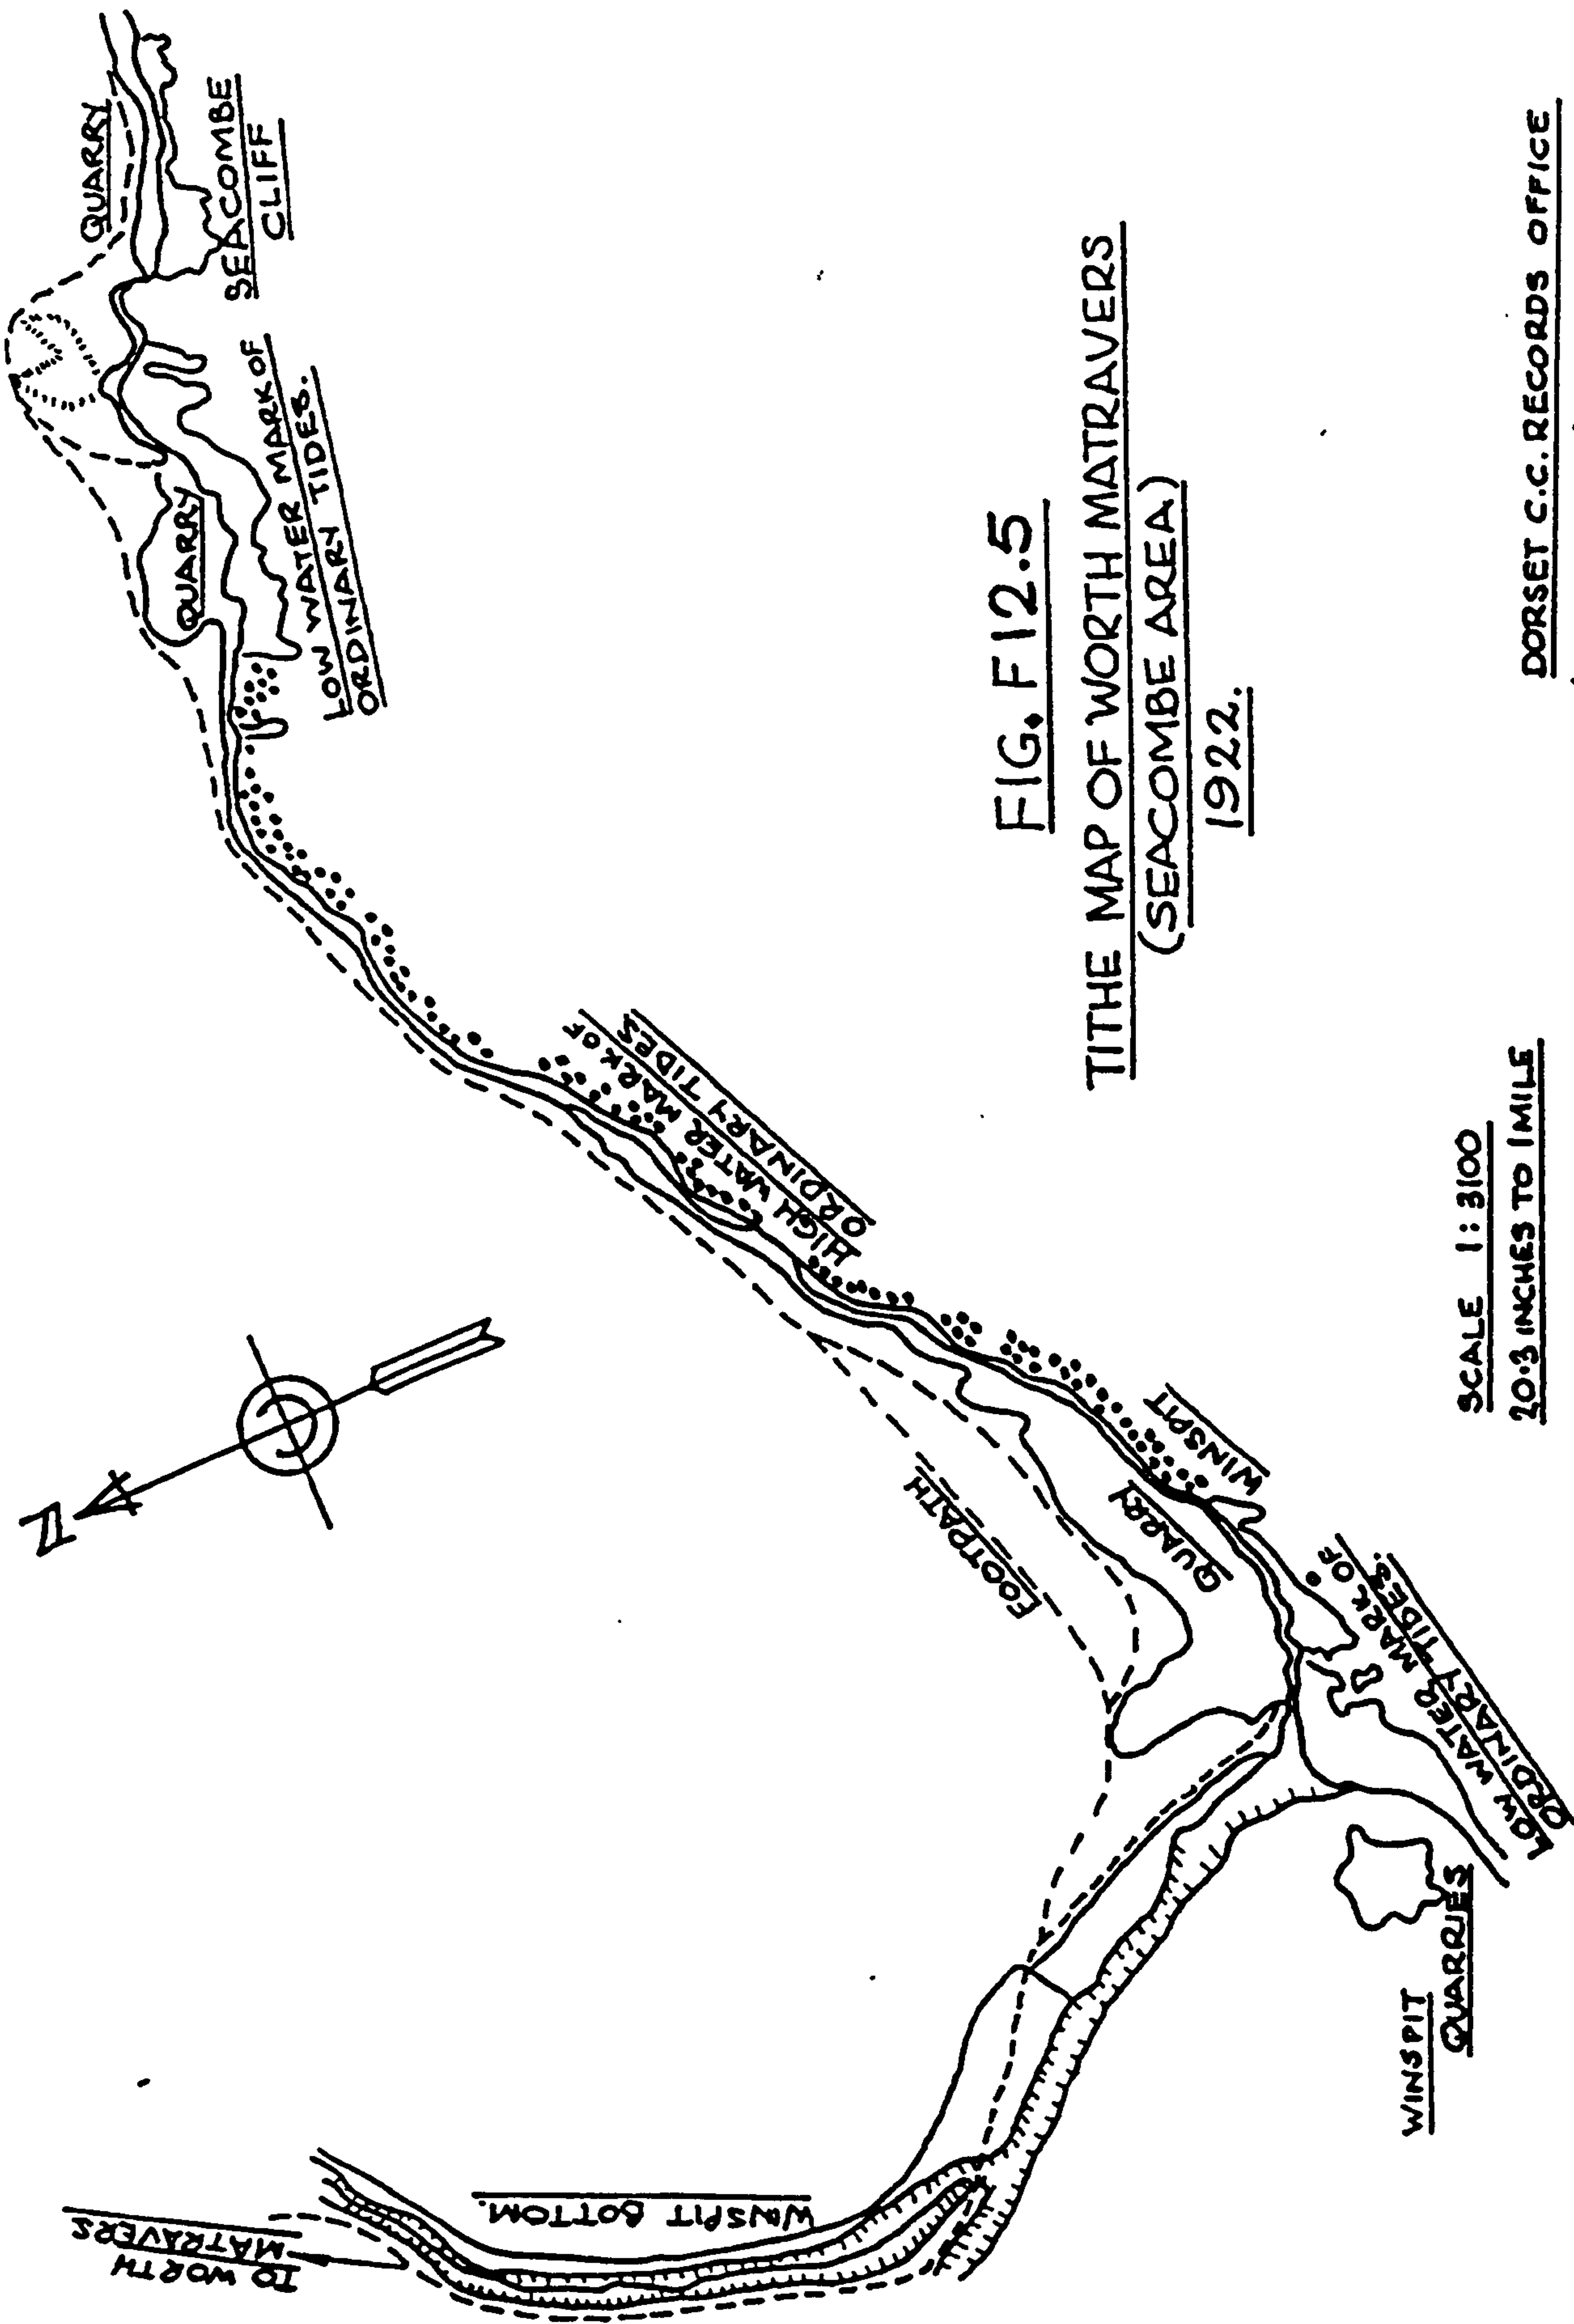 QUARRY
SEACOMBE
CLIFF
QUARRY
LOW WATER MARK OF
ORDINARY TIDES.
HIGH WATER MARK OF
ORDINARY TIDES
N
FOOTPATH
QUARRY
WINSPIT
LOW WATER MARK OF
ORDINARY TIDES.
WINSPIT
QUARRIES
WINSPIT BOTTOM.
TO WORTH
MATRAVERS
FIG. F12.5
TITHE MAP OF WORTH MATRAVERS
(SEACOMBE AREA)
1922.
SCALE 1:3100
20.3 INCHES TO 1 MILE
DORSET C.C. RECORDS OFFICE